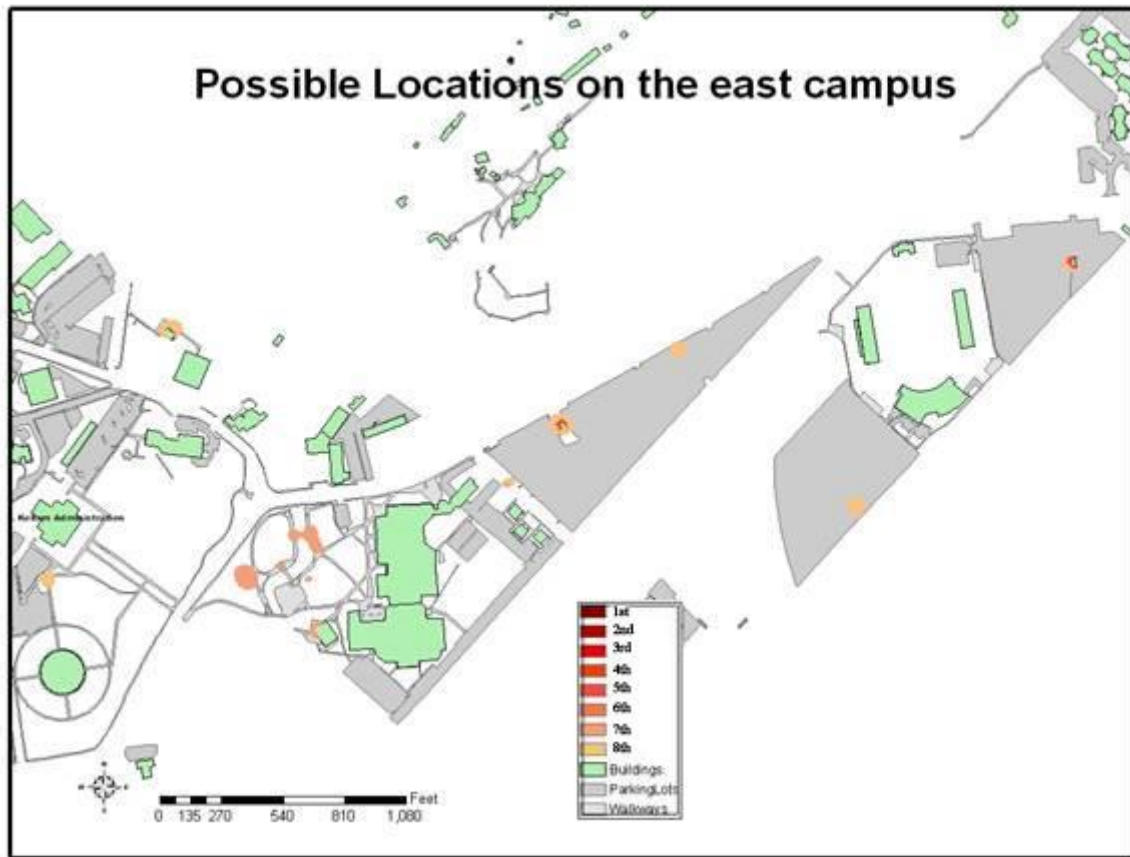 Possible Locations on the east campus
Administration
1st
2nd
3rd
4th
5th
6th
7th
8th
Buildings
ParkingLots
Walkways
Feet
0 135 270 540 810 1,080